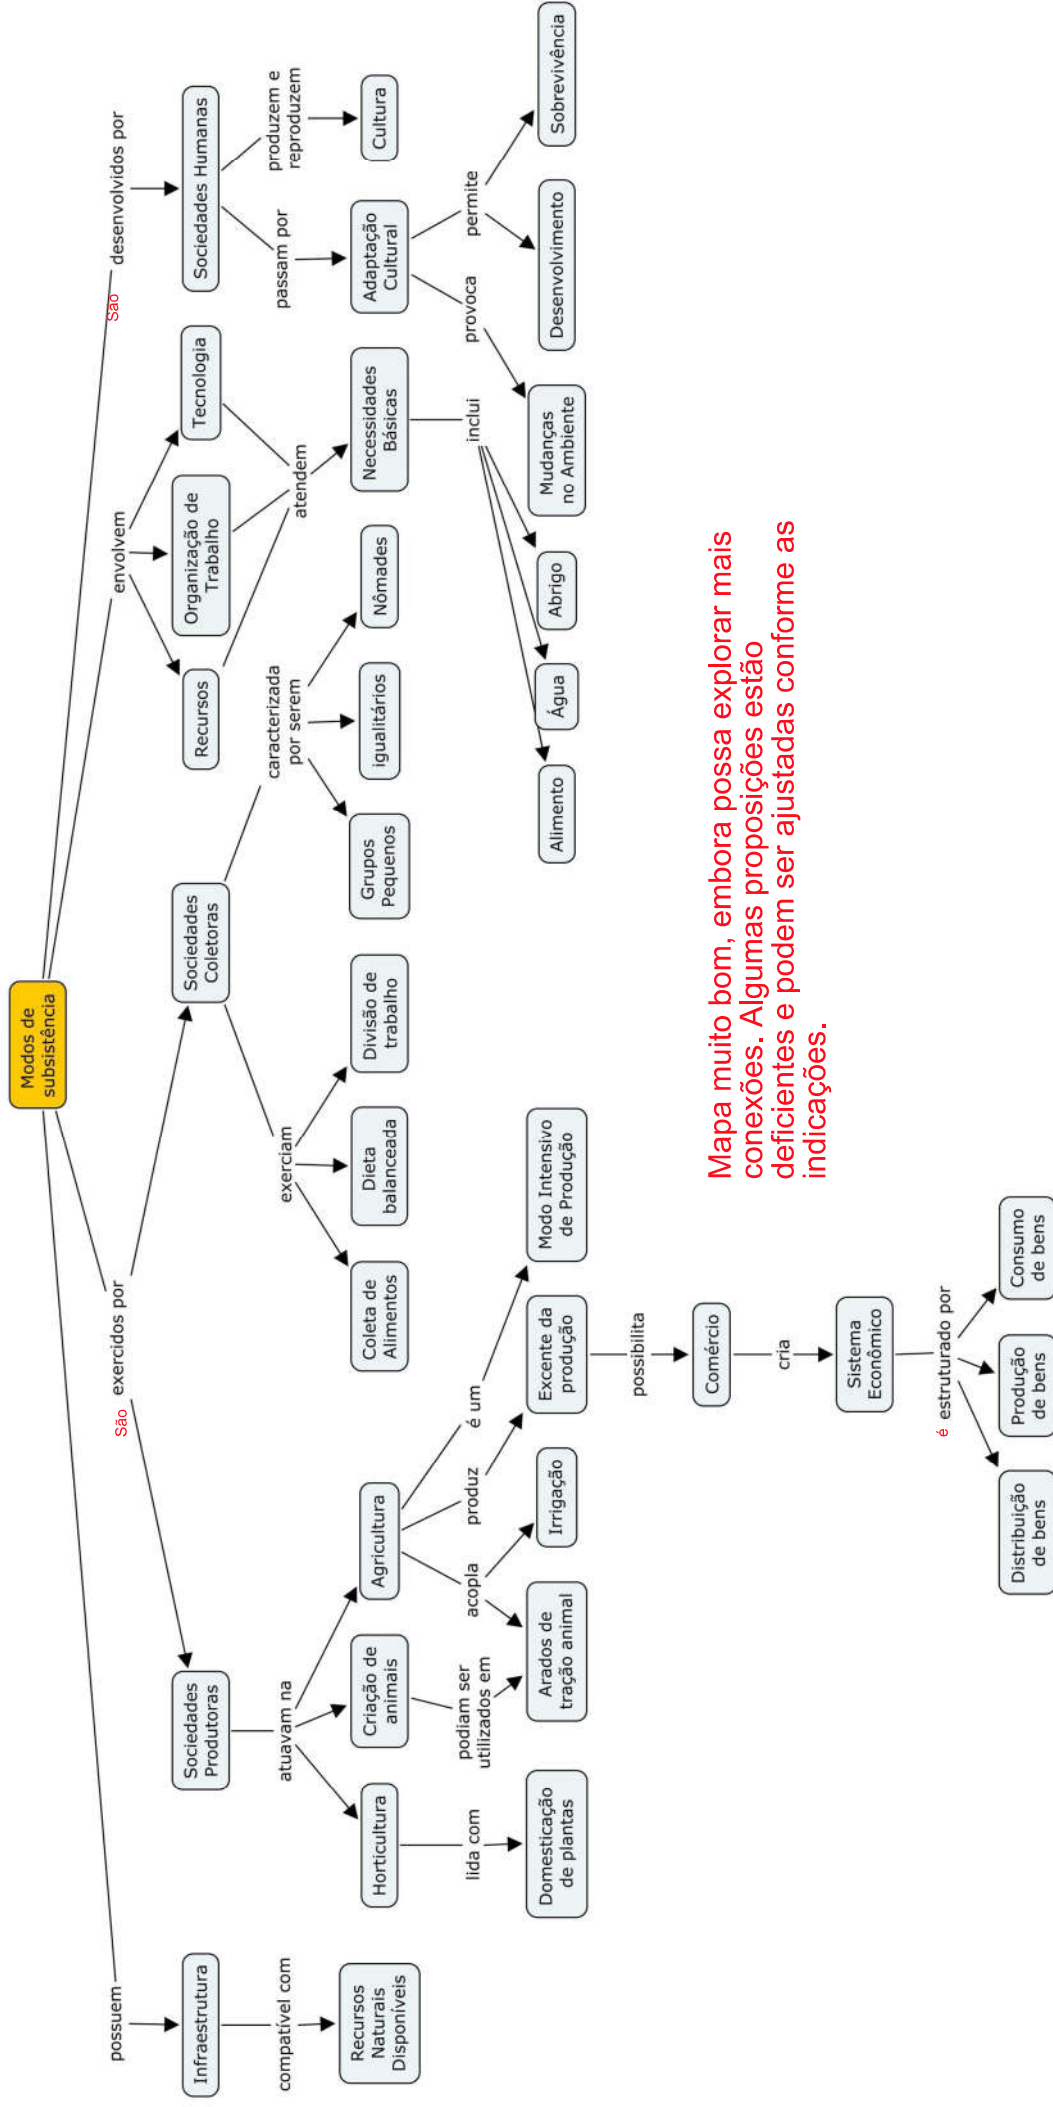 Modos de
subsistência
possuem
São exercidos por
envolvem
São
desenvolvidos por
Infraestrutura
Sociedades
Produtoras
Sociedades
Coletoras
Recursos
Organização de
Trabalho
Tecnologia
Sociedades Humanas
compatível com
atuavam na
exerciam
caracterizada
por serem
atendem
passam por
produzem e
reproduzem
Recursos
Naturais
Disponíveis
Horticultura
Criação de
animais
Agricultura
Coleta de
Alimentos
Dieta
balanceada
Divisão de
trabalho
Grupos
Pequenos
igualitários
Nômades
Necessidades
Básicas
Adaptação
Cultural
Cultura
lida com
podiam ser
utilizados em
acopla
produz
é um
inclui
provoca
permite
Domesticação
de plantas
Arados de
tração animal
Irrigação
Excente da
produção
Modo Intensivo
de Produção
Alimento
Água
Abrigo
Mudanças
no Ambiente
Desenvolvimento
Sobrevivência
possibilita
Comércio
cria
Sistema
Econômico
é estruturado por
Distribuição
de bens
Produção
de bens
Consumo
de bens
Mapa muito bom, embora possa explorar mais
conexões. Algumas proposições estão
deficientes e podem ser ajustadas conforme as
indicações.